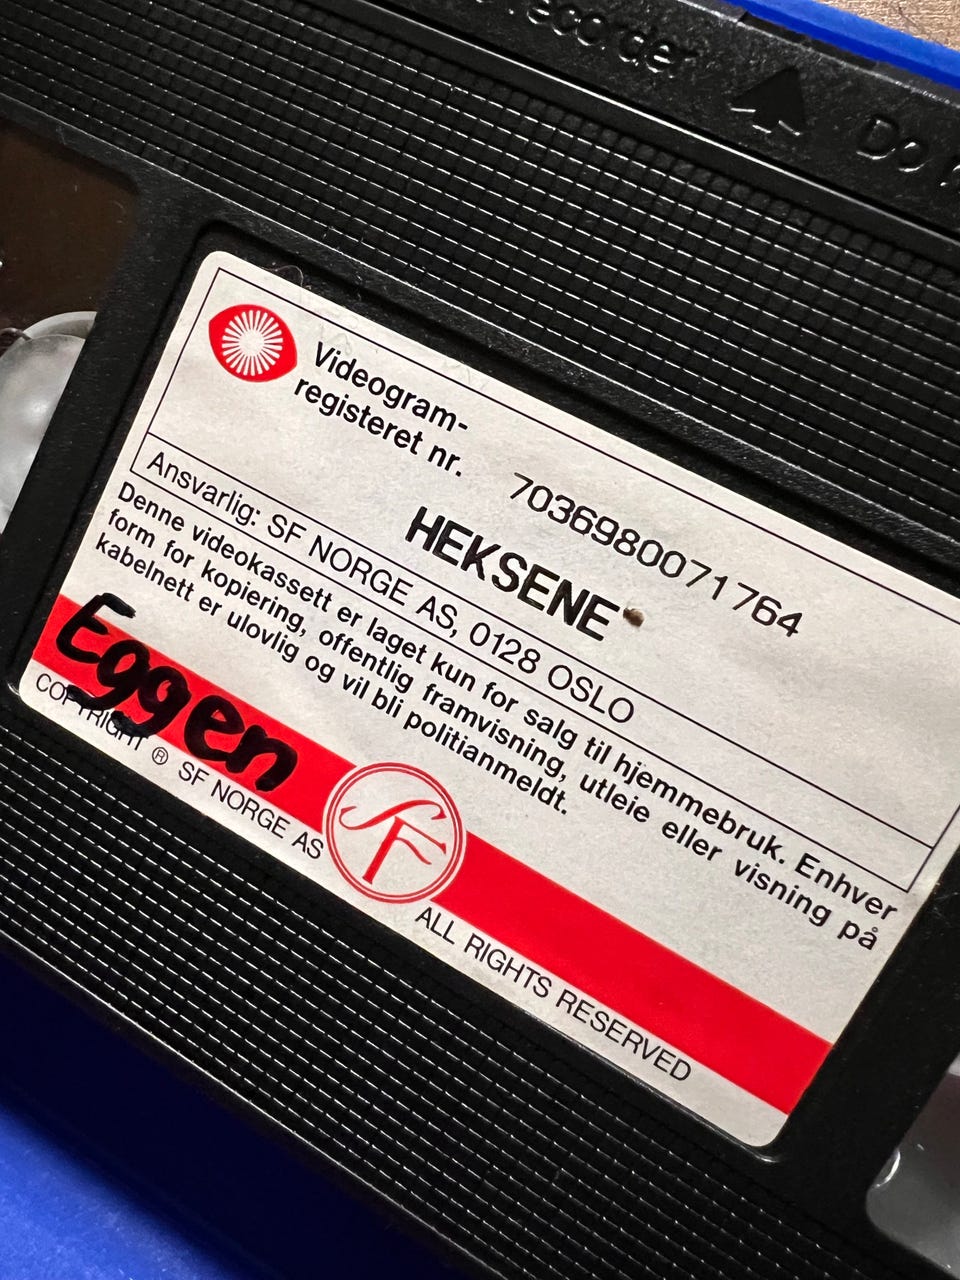 recorder
Do
Videogram-
registeret nr.
7036980071764
HEKSENE
Ansvarlig: SF NORGE AS, 0128 OSLO
Denne videokassett er laget kun for salg til hjemmebruk. Enhver
form for kopiering, offentlig framvisning, utleie eller visning på
kabelnett er ulovlig og vil bli politianmeldt.
Eggen
COPYRIGHT ® SF NORGE AS
SF
ALL RIGHTS RESERVED